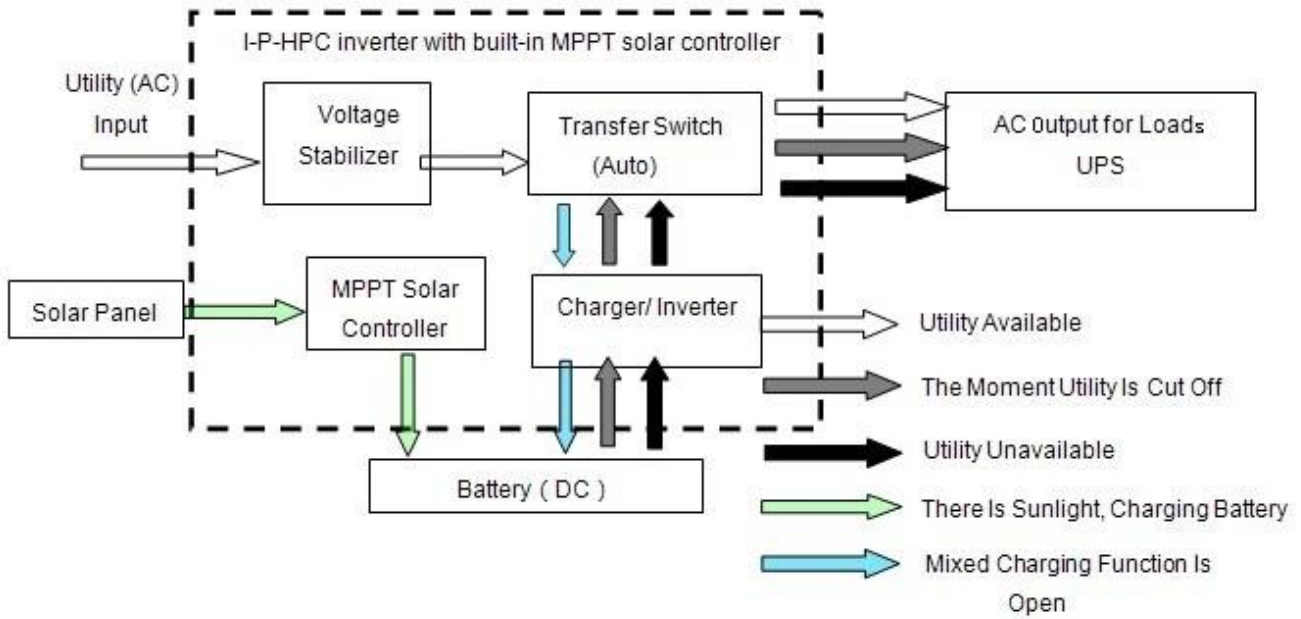 I-P-HPC inverter with built-in MPPT solar controller
Utility (AC)
Input
Voltage
Stabilizer
Transfer Switch
(Auto)
AC Output for Loads
UPS
Solar Panel
MPPT Solar
Controller
Charger/ Inverter
Battery ( DC )
Utility Available
The Moment Utility Is Cut Off
Utility Unavailable
There Is Sunlight, Charging Battery
Mixed Charging Function Is
Open